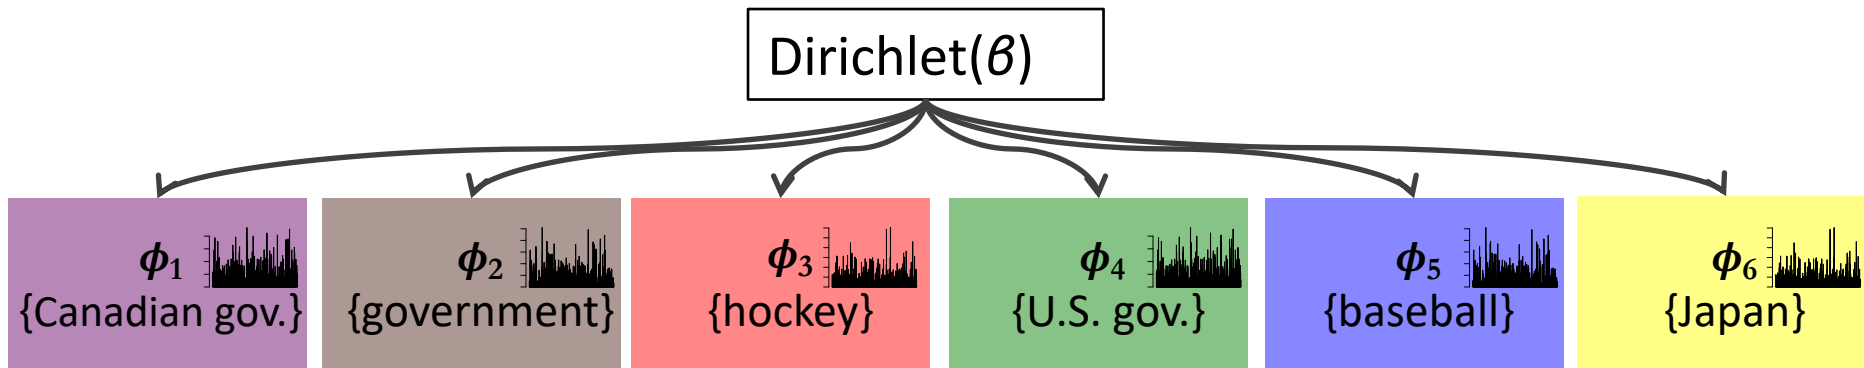 Dirichlet(β)
ϕ₁
{Canadian gov.}
ϕ₂
{government}
ϕ₃
{hockey}
ϕ₄
{U.S. gov.}
ϕ₅
{baseball}
ϕ₆
{Japan}